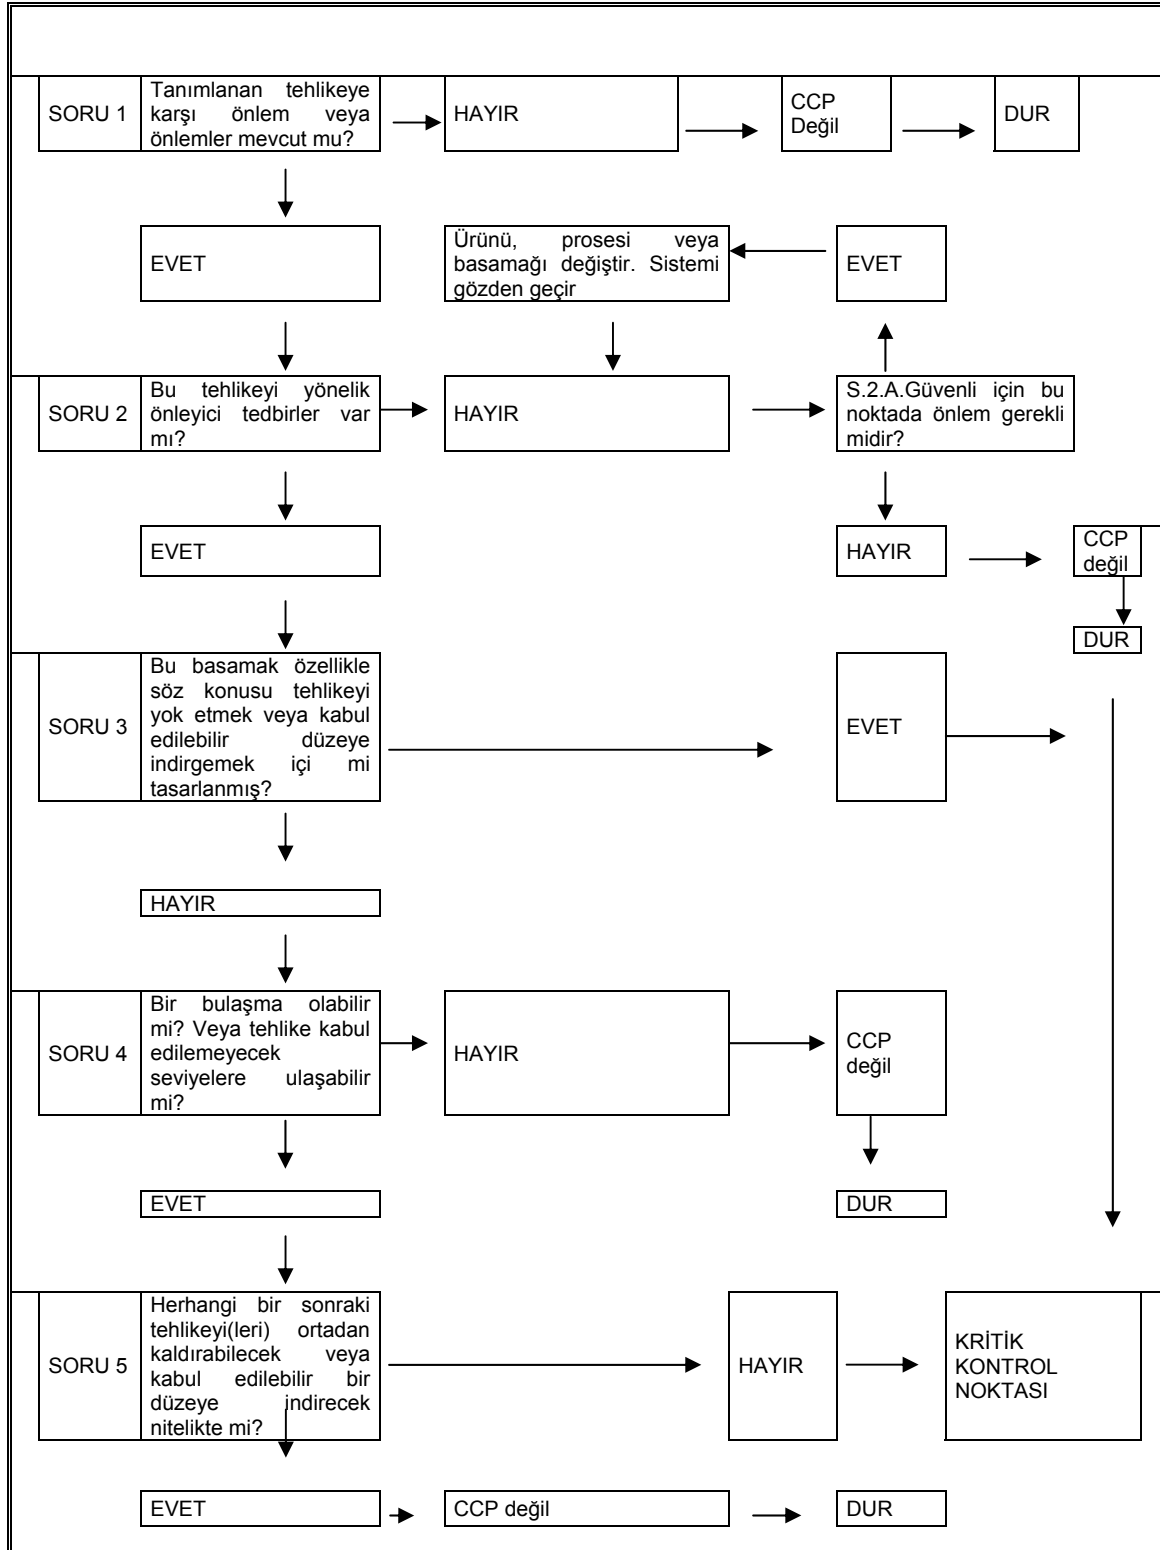 SORU 1
Tanımlanan tehlikeye
karşı önlem veya
önlemler mevcut mu?
HAYIR
CCP
Değil
DUR
EVET
Ürünü, prosesi veya
basamağı değiştir. Sistemi
gözden geçir
EVET
SORU 2
Bu tehlikeyi yönelik
önleyici tedbirler var
mı?
HAYIR
S.2.A.Güvenli için bu
noktada önlem gerekli
midir?
EVET
HAYIR
CCP
değil
DUR
SORU 3
Bu basamak özellikle
söz konusu tehlikeyi
yok etmek veya kabul
edilebilir düzeye
indirgemek içi mi
tasarlanmış?
EVET
HAYIR
SORU 4
Bir bulaşma olabilir
mi? Veya tehlike kabul
edilemeyecek
seviyelere ulaşabilir
mi?
HAYIR
CCP
değil
EVET
DUR
SORU 5
Herhangi bir sonraki
tehlikeyi(leri) ortadan
kaldırabilecek veya
kabul edilebilir bir
düzeye indirecek
nitelikte mi?
HAYIR
KRİTİK
KONTROL
NOKTASI
EVET
CCP değil
DUR